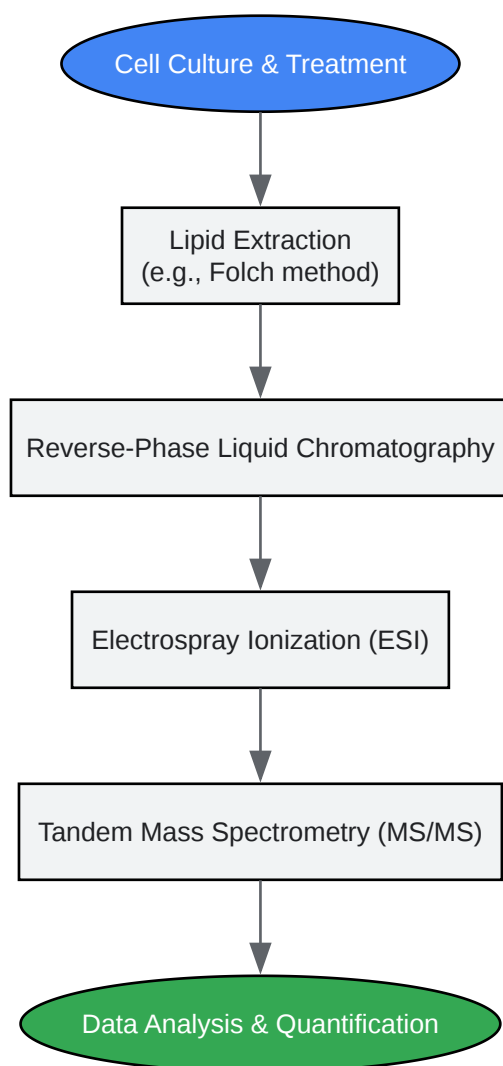 Cell Culture & Treatment
Lipid Extraction
(e.g., Folch method)
Reverse-Phase Liquid Chromatography
Electrospray Ionization (ESI)
Tandem Mass Spectrometry (MS/MS)
Data Analysis & Quantification